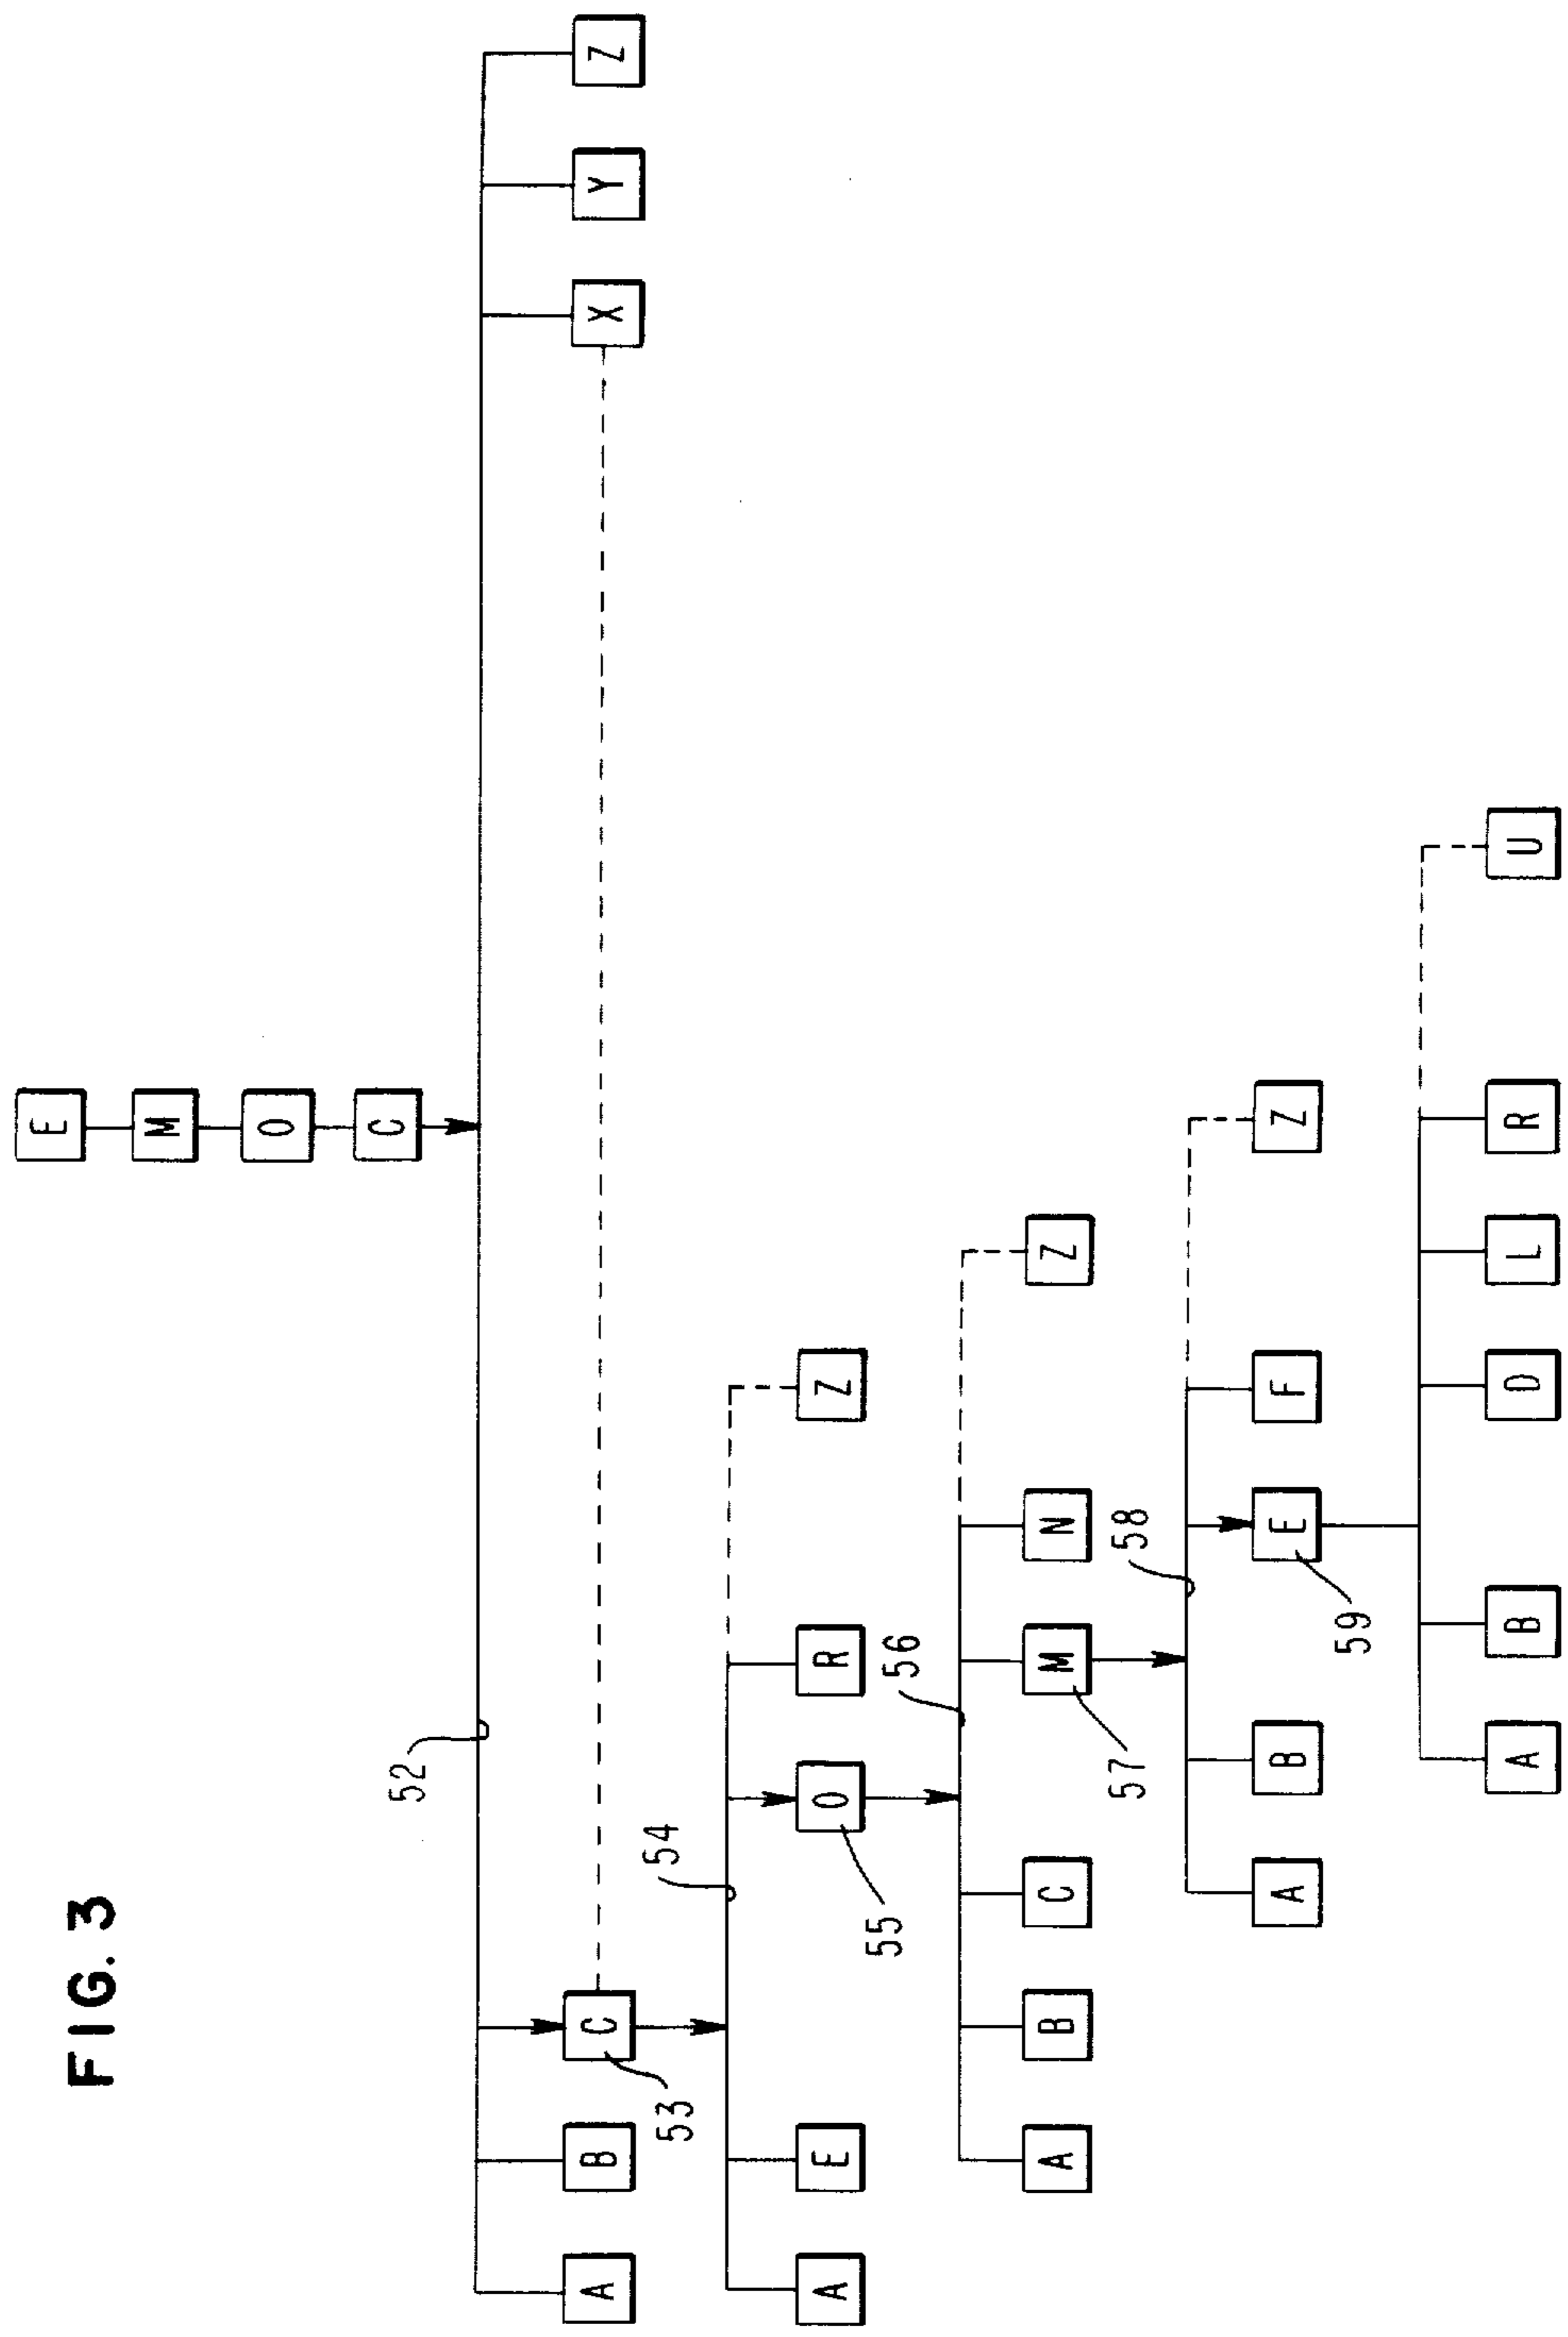 FIG. 3
E
M
O
C
52
A B C X Y Z
53
54
A E O R Z
55
56
A B C M N Z
57
58
A B E F Z
59
A B D L R U